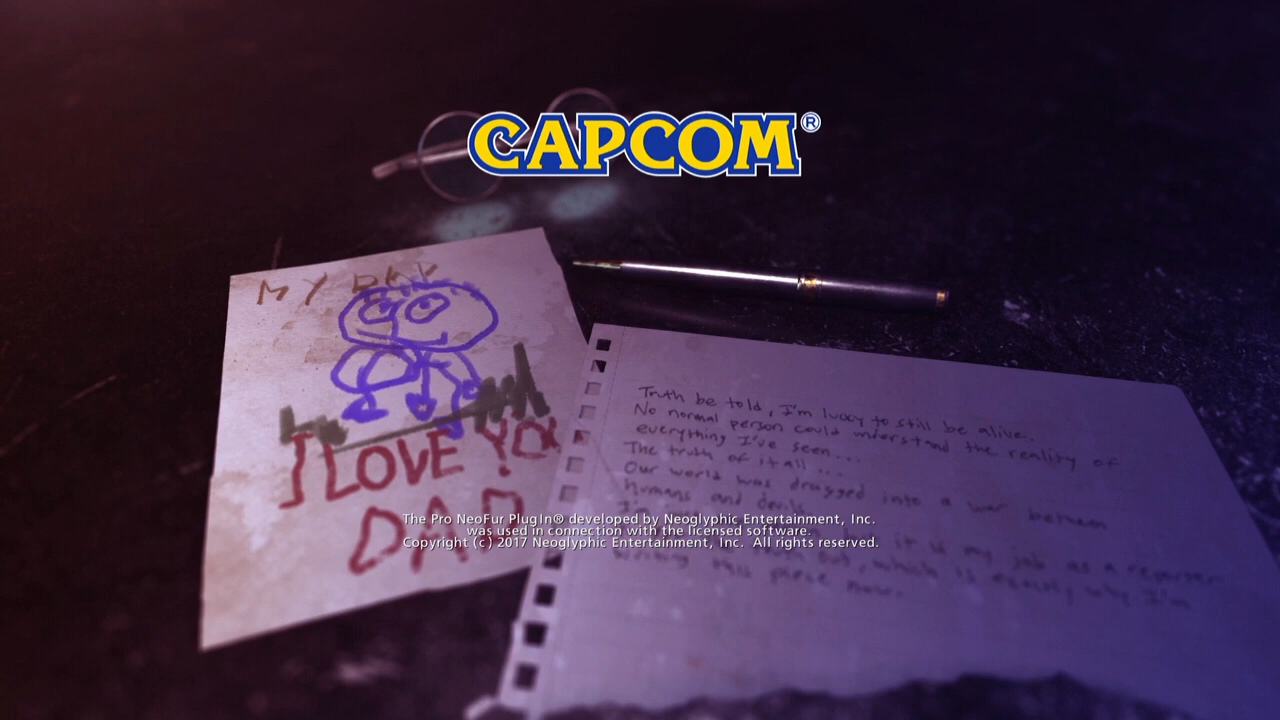 CAPCOM®
MY DAD
I LOVE YOU
DAD
Truth be told, I'm lucky to still be alive.
No normal person could understand the reality of
everything I've seen...
The truth of it all ...
Our world was dragged into a war between
humans and devils.
it is my job as a reporter
which is exactly why I'm
writing this piece now.
The Pro NeoFur PlugIn® developed by Neoglyphic Entertainment, Inc.
was used in connection with the licensed software.
Copyright (c) 2017 Neoglyphic Entertainment, Inc. All rights reserved.